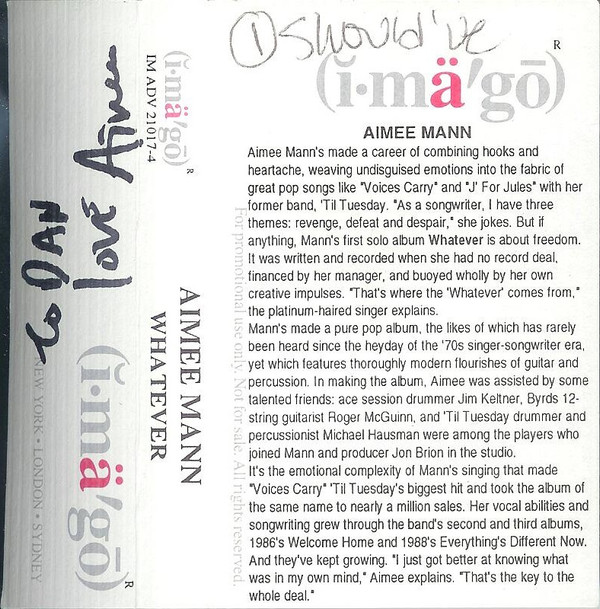 to DAN
love Aimee
(ĭ·mä'gō)
R
IM ADV 21017-4
AIMEE MANN
WHATEVER
(ĭ·mä'gō)
R
NEW YORK • LONDON • SYDNEY
For promotional use only. Not for sale. All rights reserved.
① should've
(ĭ·mä'gō)
R
AIMEE MANN
Aimee Mann's made a career of combining hooks and
heartache, weaving undisguised emotions into the fabric of
great pop songs like "Voices Carry" and "J' For Jules" with her
former band, 'Til Tuesday. "As a songwriter, I have three
themes: revenge, defeat and despair," she jokes. But if
anything, Mann's first solo album Whatever is about freedom.
It was written and recorded when she had no record deal,
financed by her manager, and buoyed wholly by her own
creative impulses. "That's where the 'Whatever' comes from,"
the platinum-haired singer explains.
Mann's made a pure pop album, the likes of which has rarely
been heard since the heyday of the '70s singer-songwriter era,
yet which features thoroughly modern flourishes of guitar and
percussion. In making the album, Aimee was assisted by some
talented friends: ace session drummer Jim Keltner, Byrds 12-
string guitarist Roger McGuinn, and 'Til Tuesday drummer and
percussionist Michael Hausman were among the players who
joined Mann and producer Jon Brion in the studio.
It's the emotional complexity of Mann's singing that made
"Voices Carry" 'Til Tuesday's biggest hit and took the album of
the same name to nearly a million sales. Her vocal abilities and
songwriting grew through the band's second and third albums,
1986's Welcome Home and 1988's Everything's Different Now.
And they've kept growing. "I just got better at knowing what
was in my own mind," Aimee explains. "That's the key to the
whole deal."